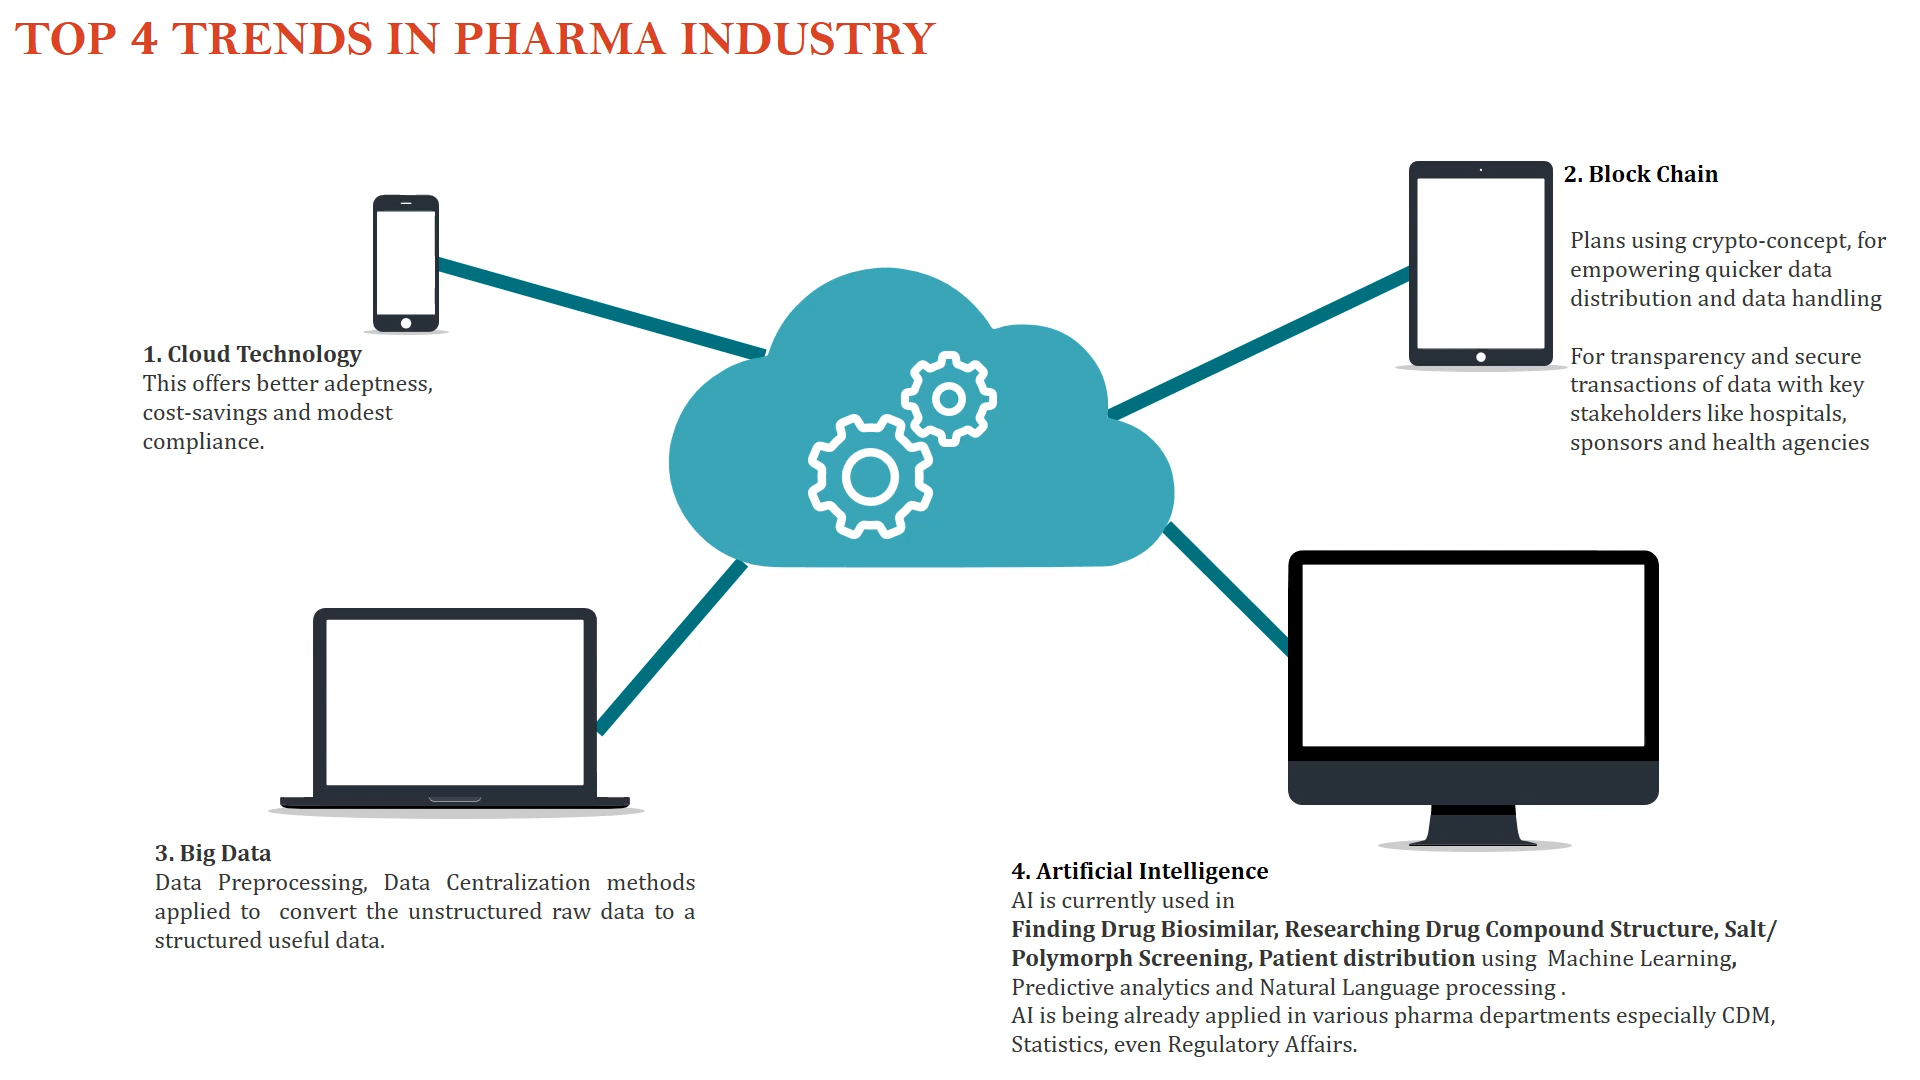 TOP 4 TRENDS IN PHARMA INDUSTRY
1. Cloud Technology
This offers better adeptness,
cost-savings and modest
compliance.
2. Block Chain
Plans using crypto-concept, for
empowering quicker data
distribution and data handling
For transparency and secure
transactions of data with key
stakeholders like hospitals,
sponsors and health agencies
3. Big Data
Data Preprocessing, Data Centralization methods
applied to convert the unstructured raw data to a
structured useful data.
4. Artificial Intelligence
AI is currently used in
Finding Drug Biosimilar, Researching Drug Compound Structure, Salt/
Polymorph Screening, Patient distribution using Machine Learning,
Predictive analytics and Natural Language processing .
AI is being already applied in various pharma departments especially CDM,
Statistics, even Regulatory Affairs.